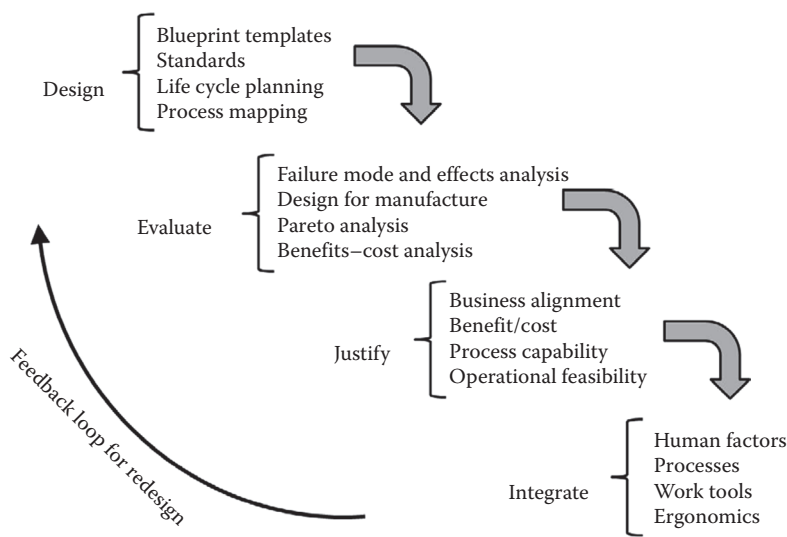 Design
Blueprint templates
Standards
Life cycle planning
Process mapping
Evaluate
Failure mode and effects analysis
Design for manufacture
Pareto analysis
Benefits–cost analysis
Justify
Business alignment
Benefit/cost
Process capability
Operational feasibility
Integrate
Human factors
Processes
Work tools
Ergonomics
Feedback loop for redesign